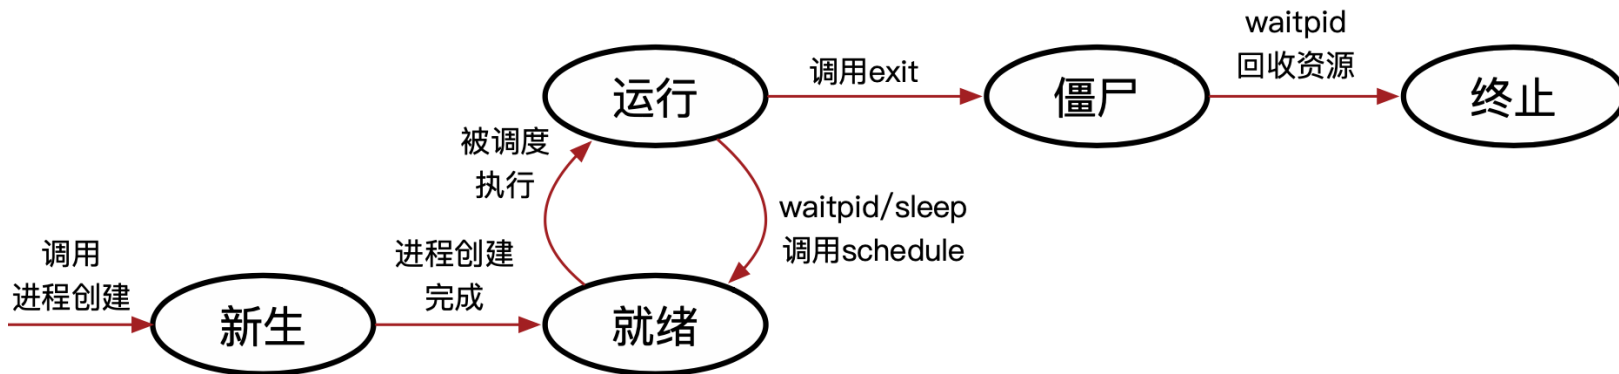 waitpid
回收资源
运行
调用exit
僵尸
终止
被调度
执行
waitpid/sleep
调用schedule
调用
进程创建
新生
进程创建
完成
就绪